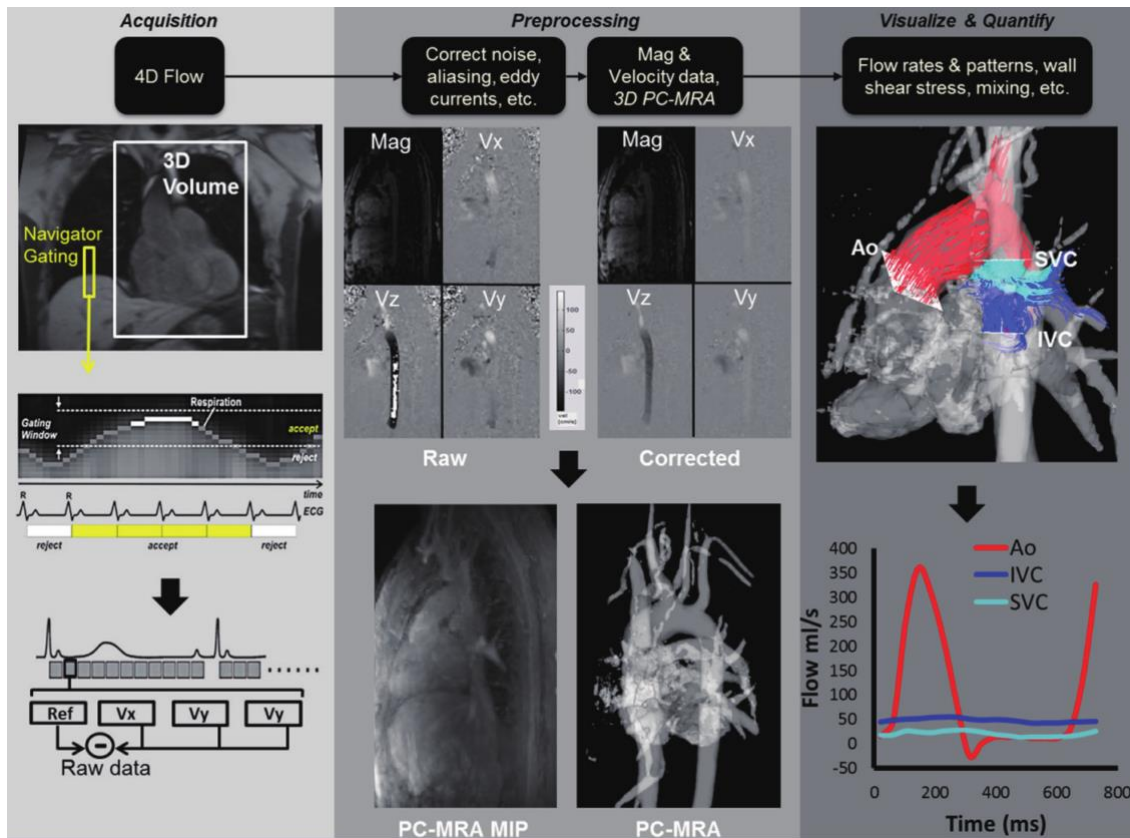 Acquisition
4D Flow
3D
Volume
Navigator
Gating
Respiration
Gating
Window
accept
reject
time
R
R
ECG
reject
accept
reject
Ref
Vx
Vy
Vy
Raw data
Preprocessing
Correct noise,
aliasing, eddy
currents, etc.
Mag &
Velocity data,
3D PC-MRA
Mag
Vx
Vz
Vy
100
50
0
-50
-100
vel
(cm/s)
Mag
Vx
Vz
Vy
Raw
Corrected
PC-MRA MIP
PC-MRA
Visualize & Quantify
Flow rates & patterns, wall
shear stress, mixing, etc.
Ao
SVC
IVC
Flow ml/s
400
350
300
250
200
150
100
50
0
-50
Ao
IVC
SVC
0
200
400
600
800
Time (ms)